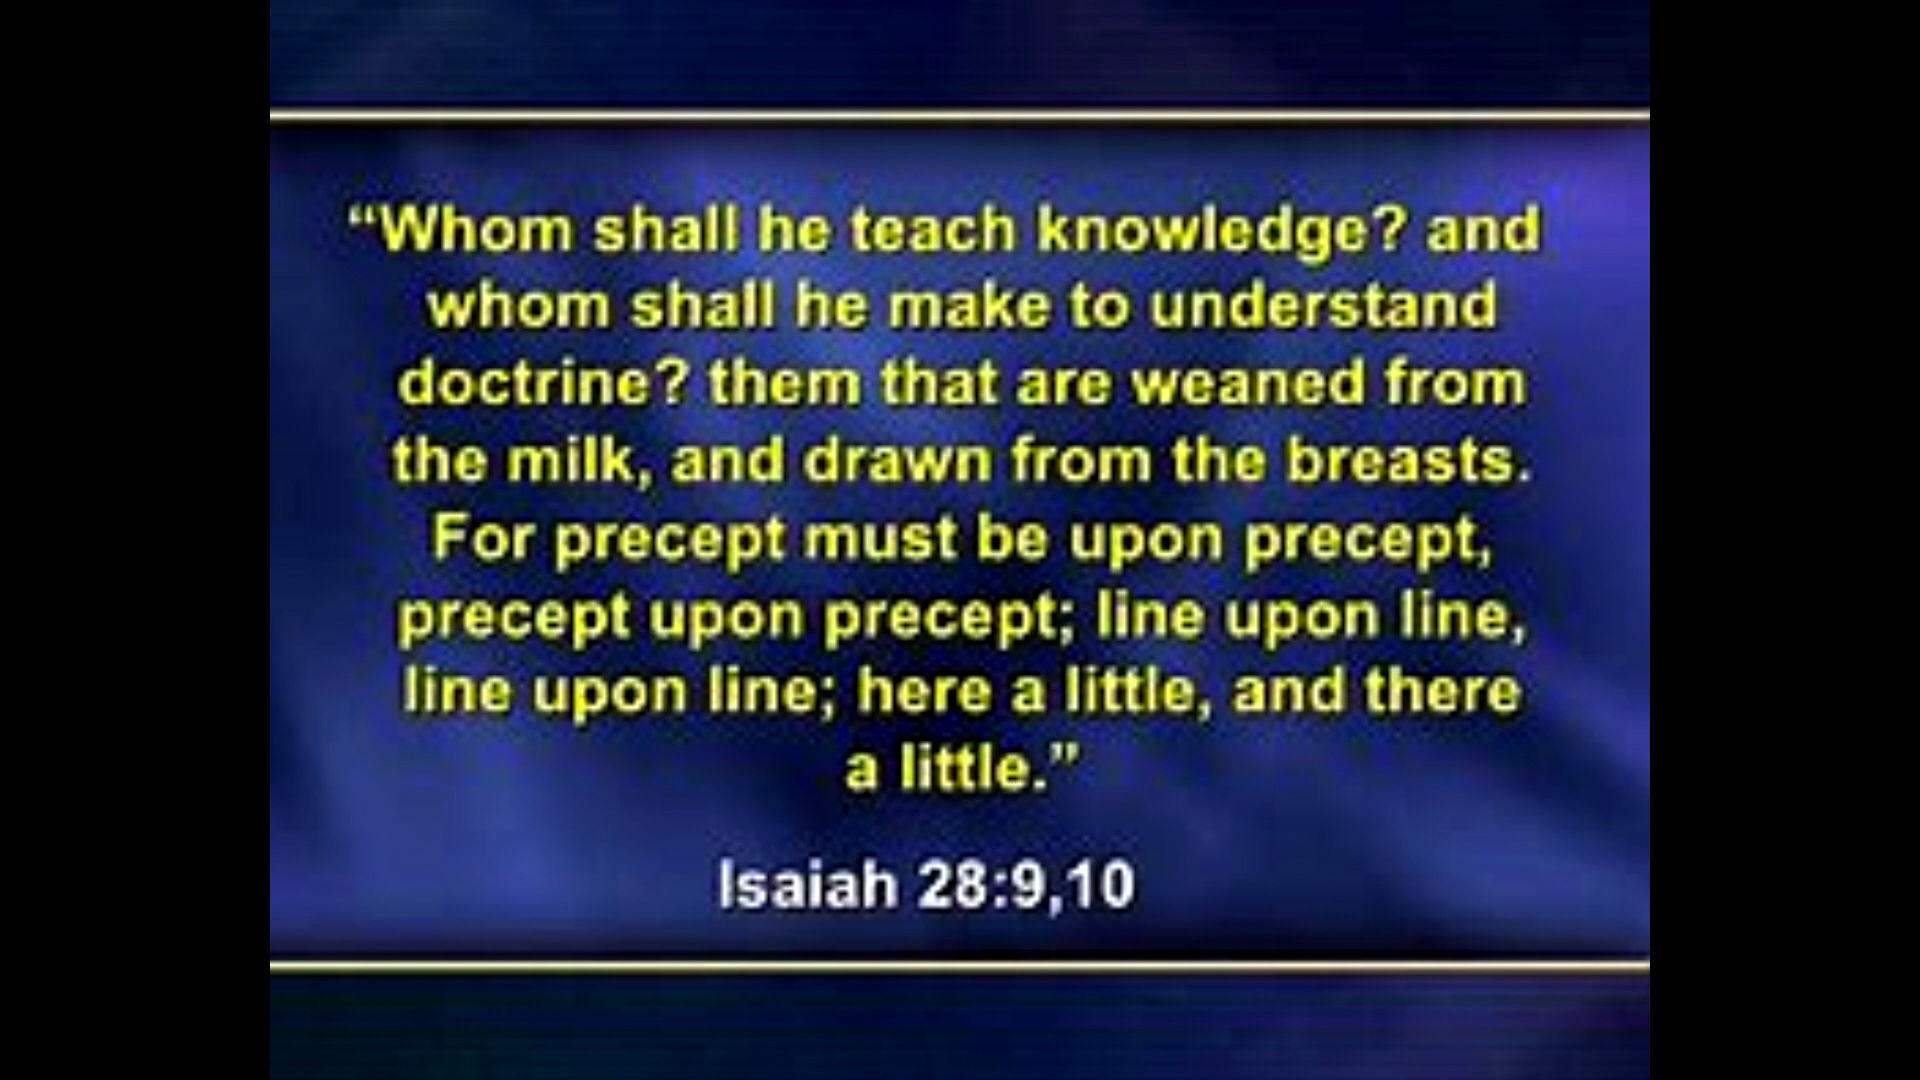 “Whom shall he teach knowledge? and
whom shall he make to understand
doctrine? them that are weaned from
the milk, and drawn from the breasts.
For precept must be upon precept,
precept upon precept; line upon line,
line upon line; here a little, and there
a little.”
Isaiah 28:9,10